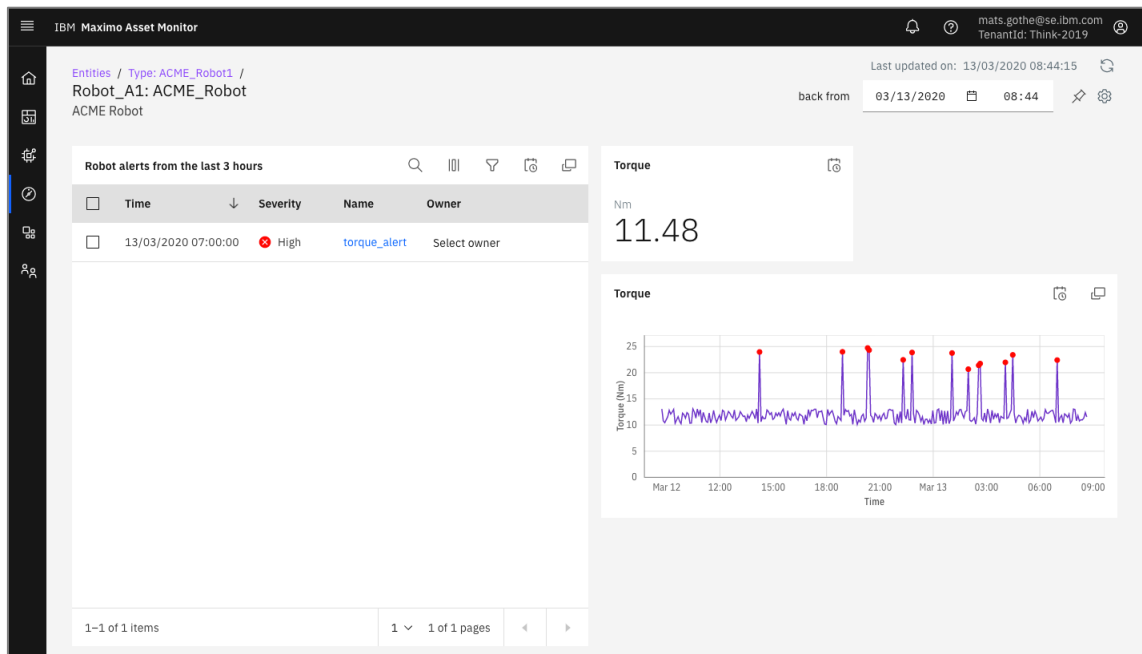 IBM Maximo Asset Monitor
mats.gothe@se.ibm.com
TenantId: Think-2019
Entities / Type: ACME_Robot1 /
Robot_A1: ACME_Robot
ACME Robot
Last updated on: 13/03/2020 08:44:15
back from 03/13/2020 08:44
Robot alerts from the last 3 hours
Time Severity Name Owner
13/03/2020 07:00:00 High torque_alert Select owner
1–1 of 1 items 1 1 of 1 pages
Torque
Nm
11.48
Torque
25
20
15
10
5
0
Torque (Nm)
Mar 12 12:00 15:00 18:00 21:00 Mar 13 03:00 06:00 09:00
Time